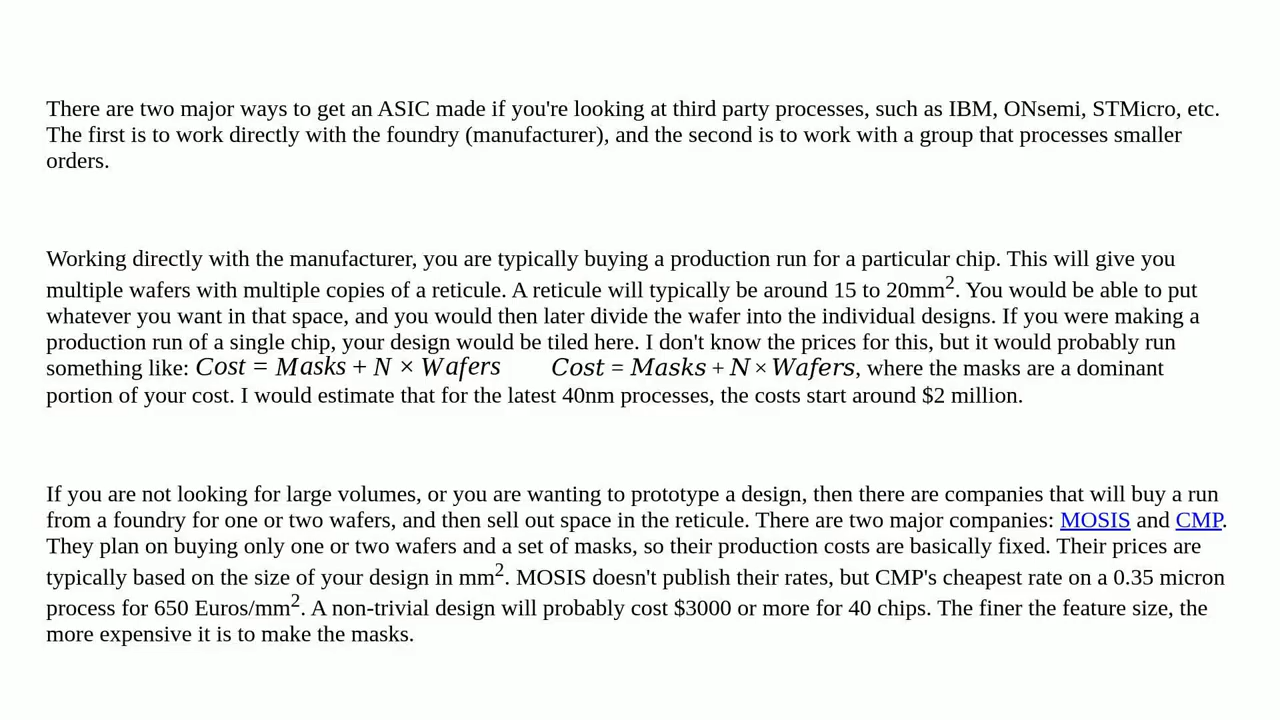 There are two major ways to get an ASIC made if you're looking at third party processes, such as IBM, ONsemi, STMicro, etc.
The first is to work directly with the foundry (manufacturer), and the second is to work with a group that processes smaller
orders.
Working directly with the manufacturer, you are typically buying a production run for a particular chip. This will give you
multiple wafers with multiple copies of a reticule. A reticule will typically be around 15 to 20mm². You would be able to put
whatever you want in that space, and you would then later divide the wafer into the individual designs. If you were making a
production run of a single chip, your design would be tiled here. I don't know the prices for this, but it would probably run
something like: Cost = Masks + N × Wafers Cost = Masks + N × Wafers, where the masks are a dominant
portion of your cost. I would estimate that for the latest 40nm processes, the costs start around $2 million.
If you are not looking for large volumes, or you are wanting to prototype a design, then there are companies that will buy a run
from a foundry for one or two wafers, and then sell out space in the reticule. There are two major companies: MOSIS and CMP.
They plan on buying only one or two wafers and a set of masks, so their production costs are basically fixed. Their prices are
typically based on the size of your design in mm². MOSIS doesn't publish their rates, but CMP's cheapest rate on a 0.35 micron
process for 650 Euros/mm². A non-trivial design will probably cost $3000 or more for 40 chips. The finer the feature size, the
more expensive it is to make the masks.